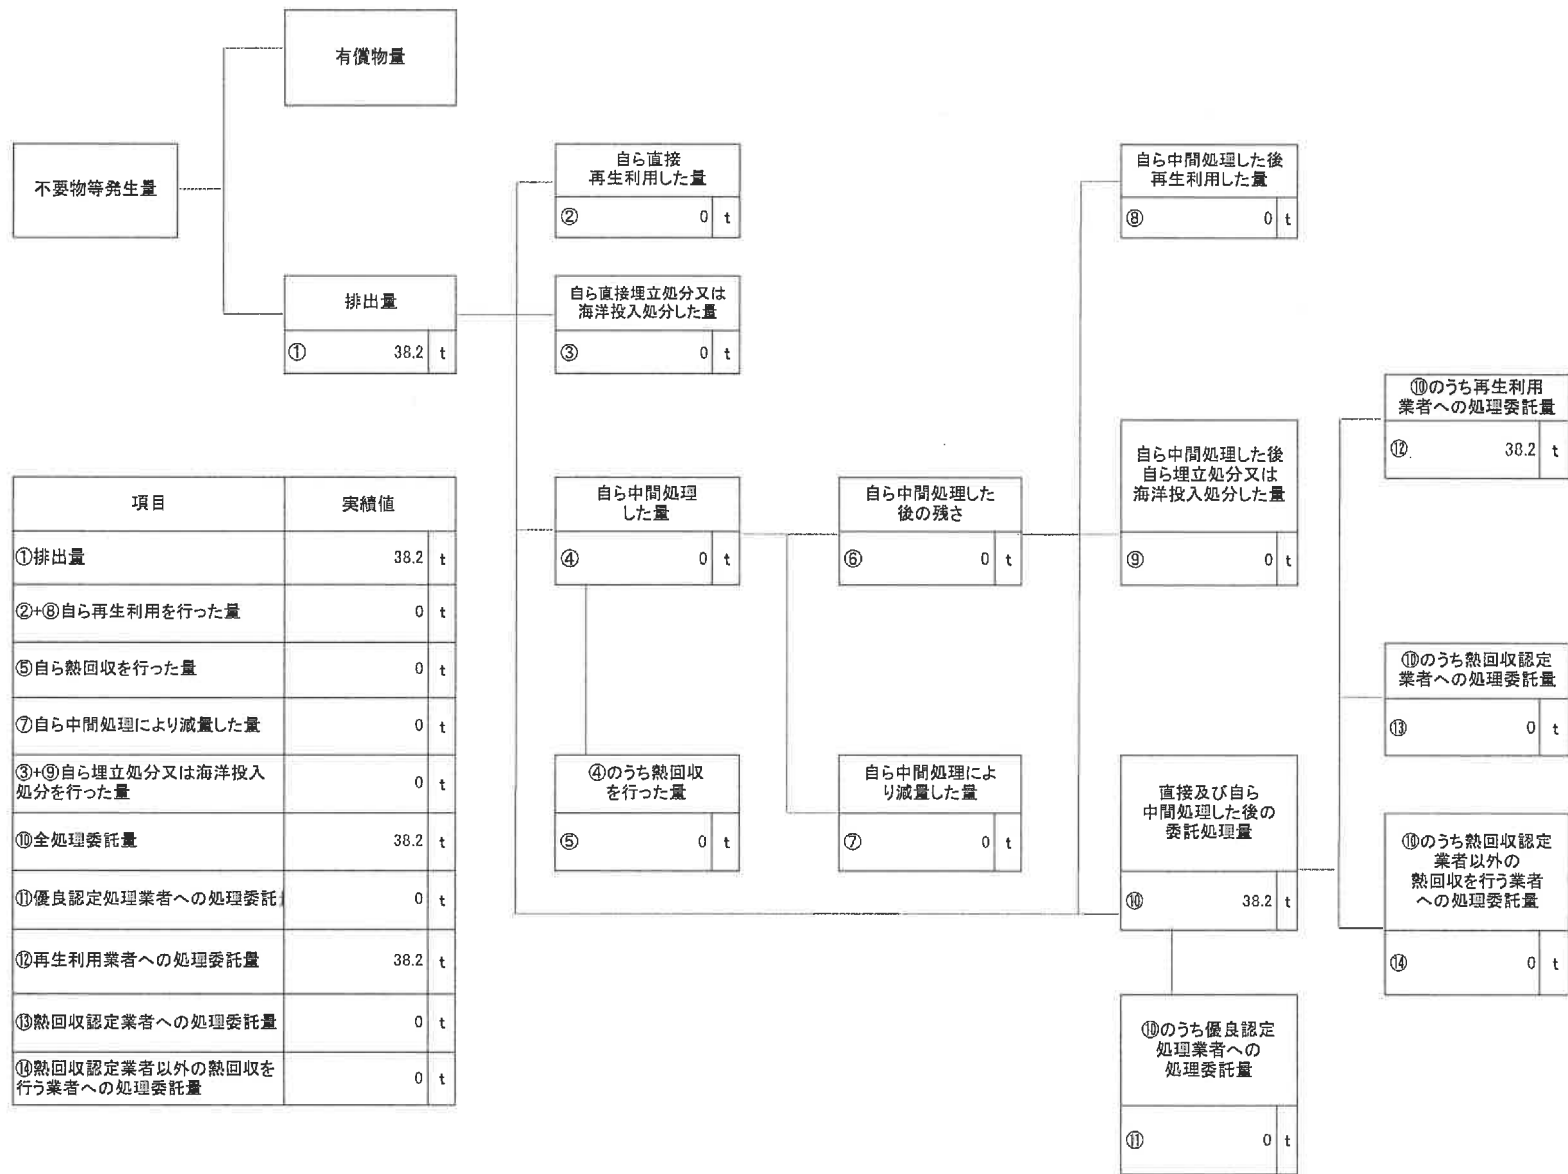 有償物量
不要物等発生量
排出量
① 38.2 t
自ら直接
再生利用した量
② 0 t
自ら直接埋立処分又は
海洋投入処分した量
③ 0 t
自ら中間処理
した量
④ 0 t
④のうち熱回収
を行った量
⑤ 0 t
自ら中間処理した
後の残さ
⑥ 0 t
自ら中間処理によ
り減量した量
⑦ 0 t
自ら中間処理した後
再生利用した量
⑧ 0 t
自ら中間処理した後
自ら埋立処分又は
海洋投入処分した量
⑨ 0 t
直接及び自ら
中間処理した後の
委託処理量
⑩ 38.2 t
⑩のうち優良認定
処理業者への
処理委託量
⑪ 0 t
⑩のうち再生利用
業者への処理委託量
⑫ 38.2 t
⑩のうち熱回収認定
業者への処理委託量
⑬ 0 t
⑩のうち熱回収認定
業者以外の
熱回収を行う業者
への処理委託量
⑭ 0 t
項目 実績値
①排出量 38.2 t
②+⑧自ら再生利用を行った量 0 t
⑤自ら熱回収を行った量 0 t
⑦自ら中間処理により減量した量 0 t
③+⑨自ら埋立処分又は海洋投入
処分を行った量 0 t
⑩全処理委託量 38.2 t
⑪優良認定処理業者への処理委託 0 t
⑫再生利用業者への処理委託量 38.2 t
⑬熱回収認定業者への処理委託量 0 t
⑭熱回収認定業者以外の熱回収を
行う業者への処理委託量 0 t